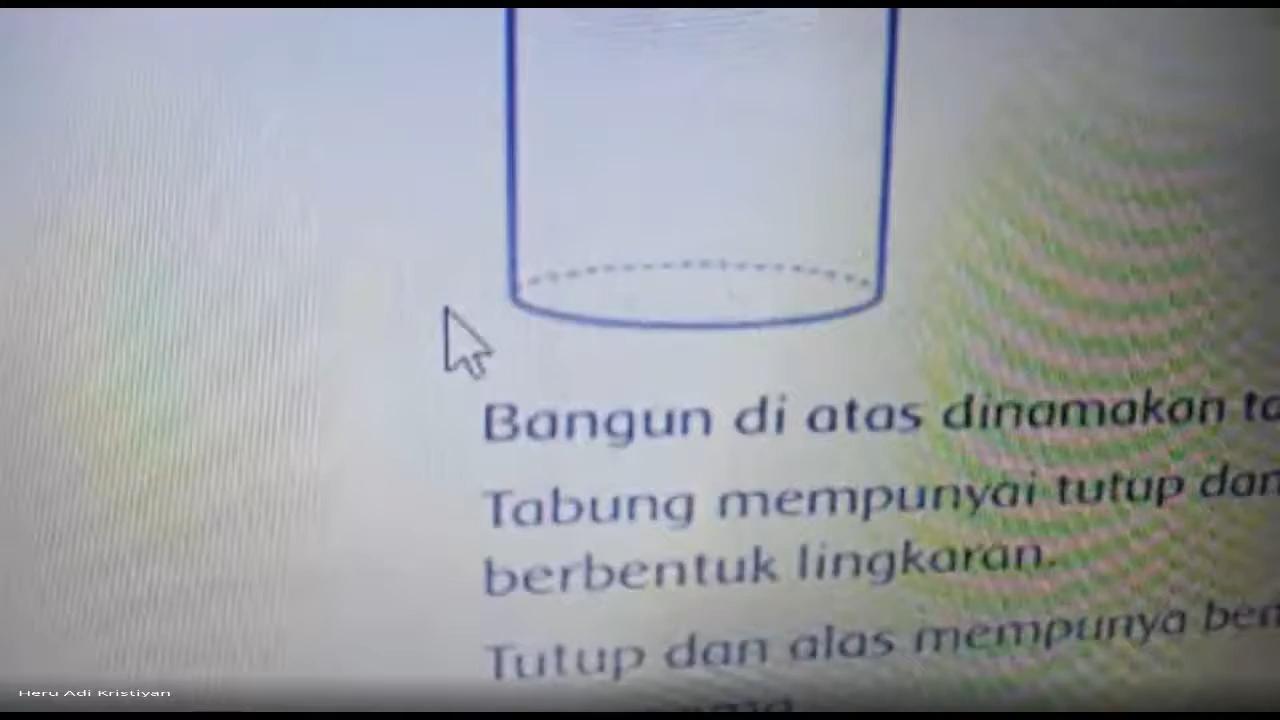 Bangun di atas dinamakan
Tabung mempunyai tutup dan
berbentuk lingkaran.
Tutup dan alas mempunya
Heru Adi Kristiyan